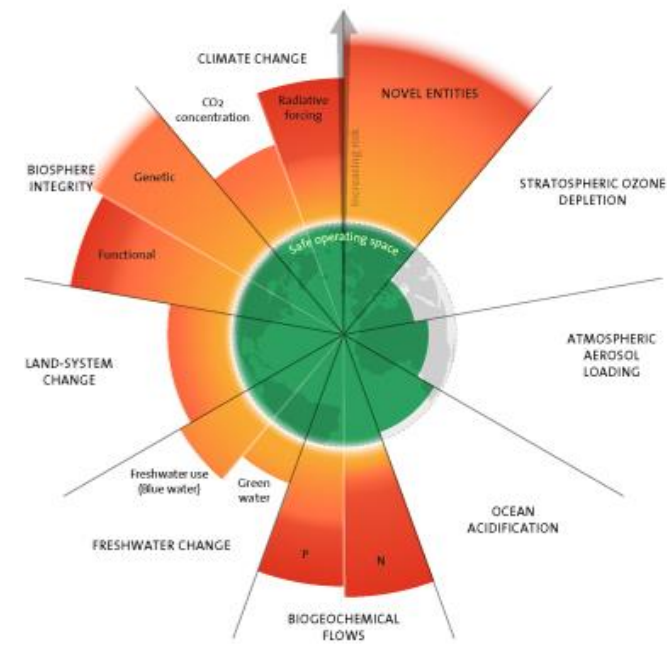 CLIMATE CHANGE
CO2
concentration
Radiative
forcing
NOVEL ENTITIES
Increasing risk
BIOSPHERE
INTEGRITY
Genetic
Functional
STRATOSPHERIC OZONE
DEPLETION
Safe operating space
ATMOSPHERIC
AEROSOL
LOADING
LAND-SYSTEM
CHANGE
Freshwater use
(Blue water)
Green
water
FRESHWATER CHANGE
OCEAN
ACIDIFICATION
P
N
BIOGEOCHEMICAL
FLOWS